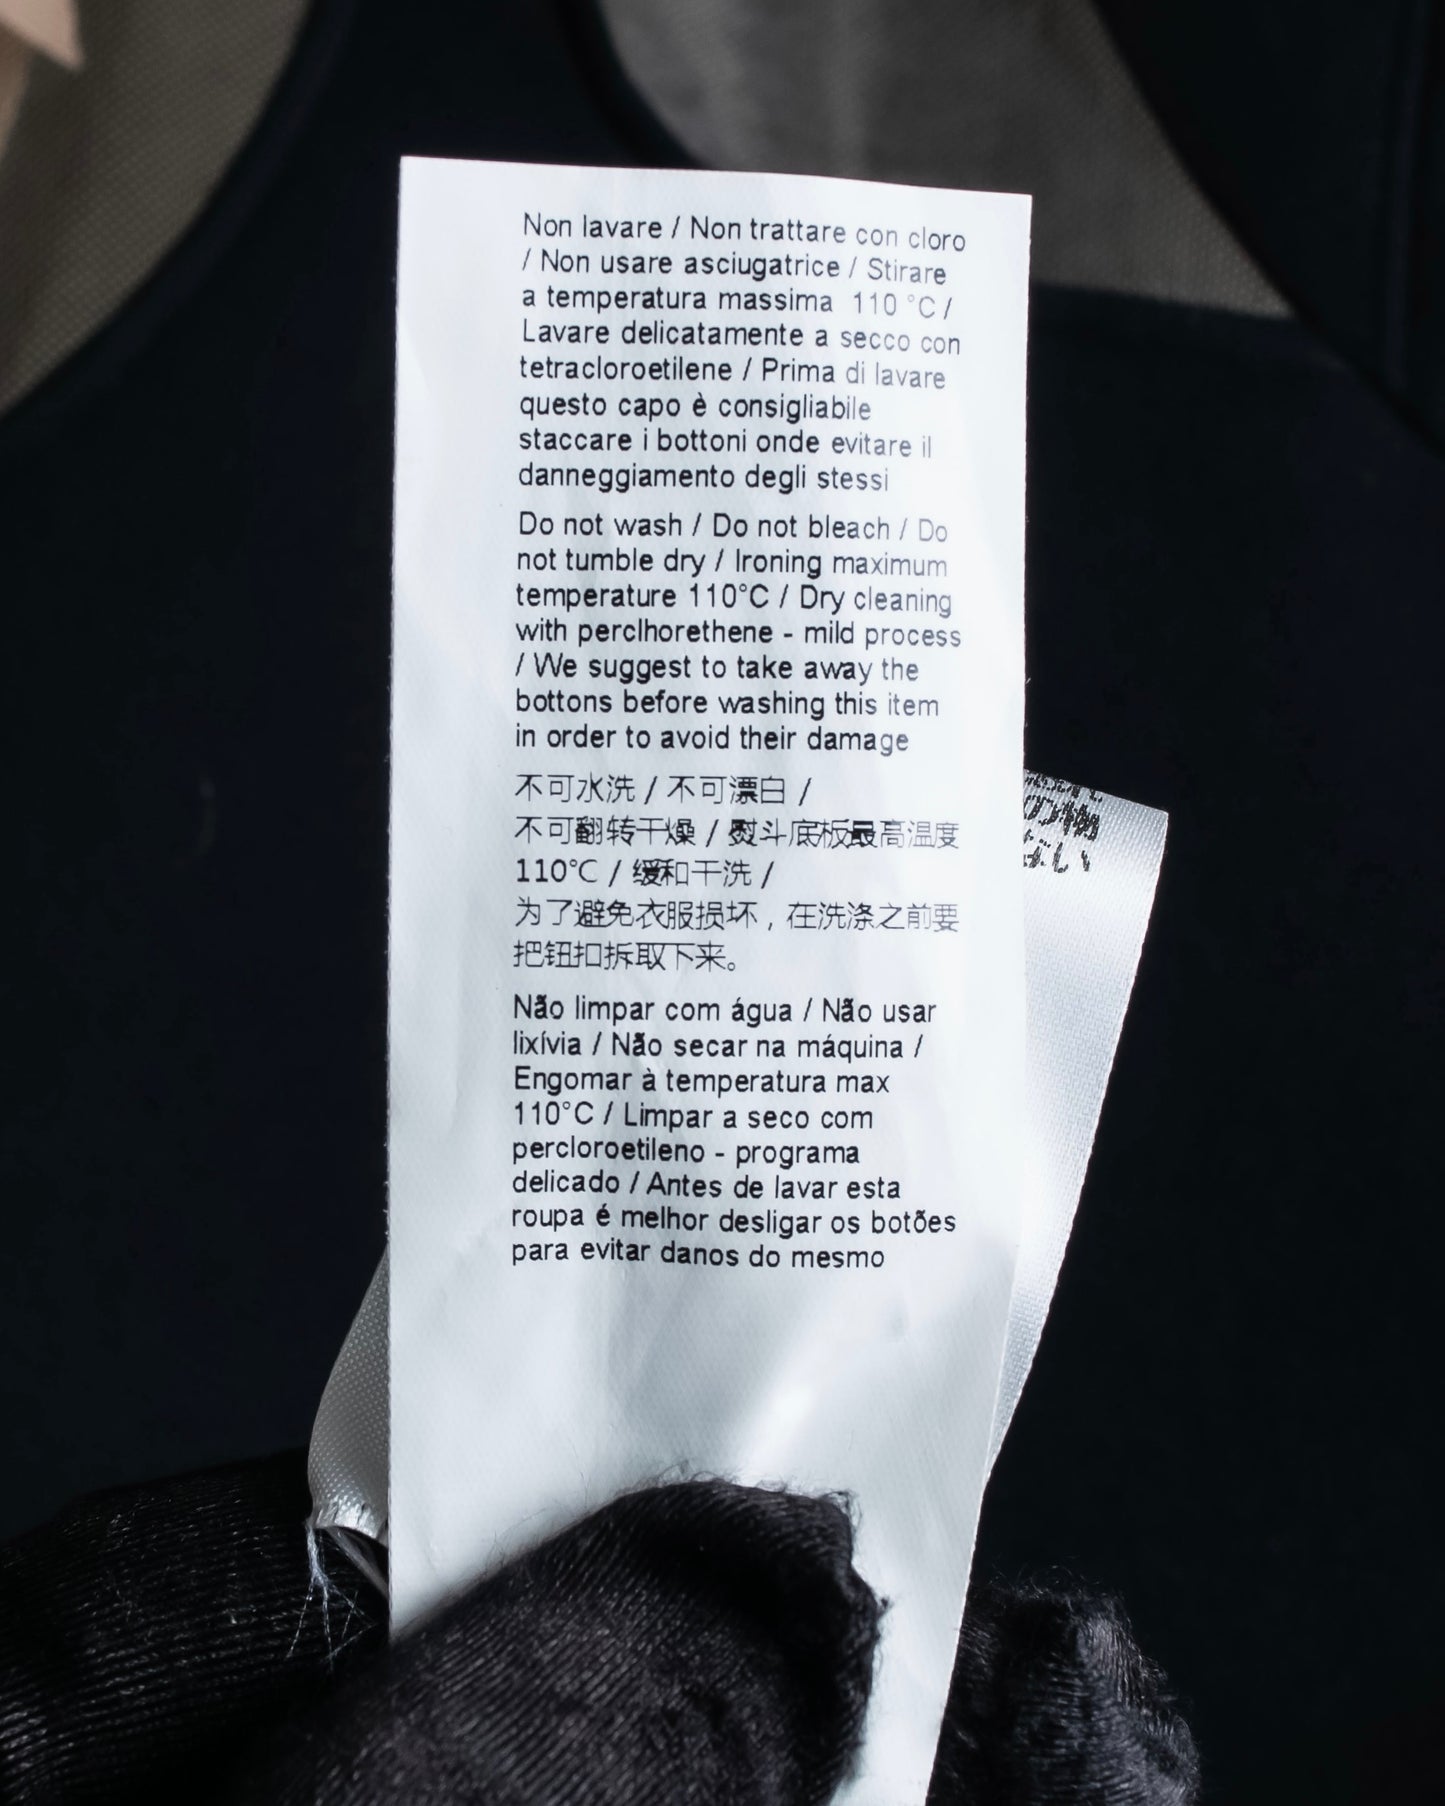 Non lavare / Non trattare con cloro
/ Non usare asciugatrice / Stirare
a temperatura massima 110 °C /
Lavare delicatamente a secco con
tetracloroetilene / Prima di lavare
questo capo è consigliabile
staccare i bottoni onde evitare il
danneggiamento degli stessi
Do not wash / Do not bleach / Do
not tumble dry / Ironing maximum
temperature 110°C / Dry cleaning
with perclhorethene - mild process
/ We suggest to take away the
bottons before washing this item
in order to avoid their damage
不可水洗 / 不可漂白 /
不可翻转干燥 / 熨斗底板最高温度
110℃ / 缓和干洗 /
为了避免衣服损坏，在洗涤之前要
把钮扣拆取下来。
Não limpar com água / Não usar
lixívia / Não secar na máquina /
Engomar à temperatura max
110°C / Limpar a seco com
percloroetileno - programa
delicado / Antes de lavar esta
roupa é melhor desligar os botões
para evitar danos do mesmo
の物
ない